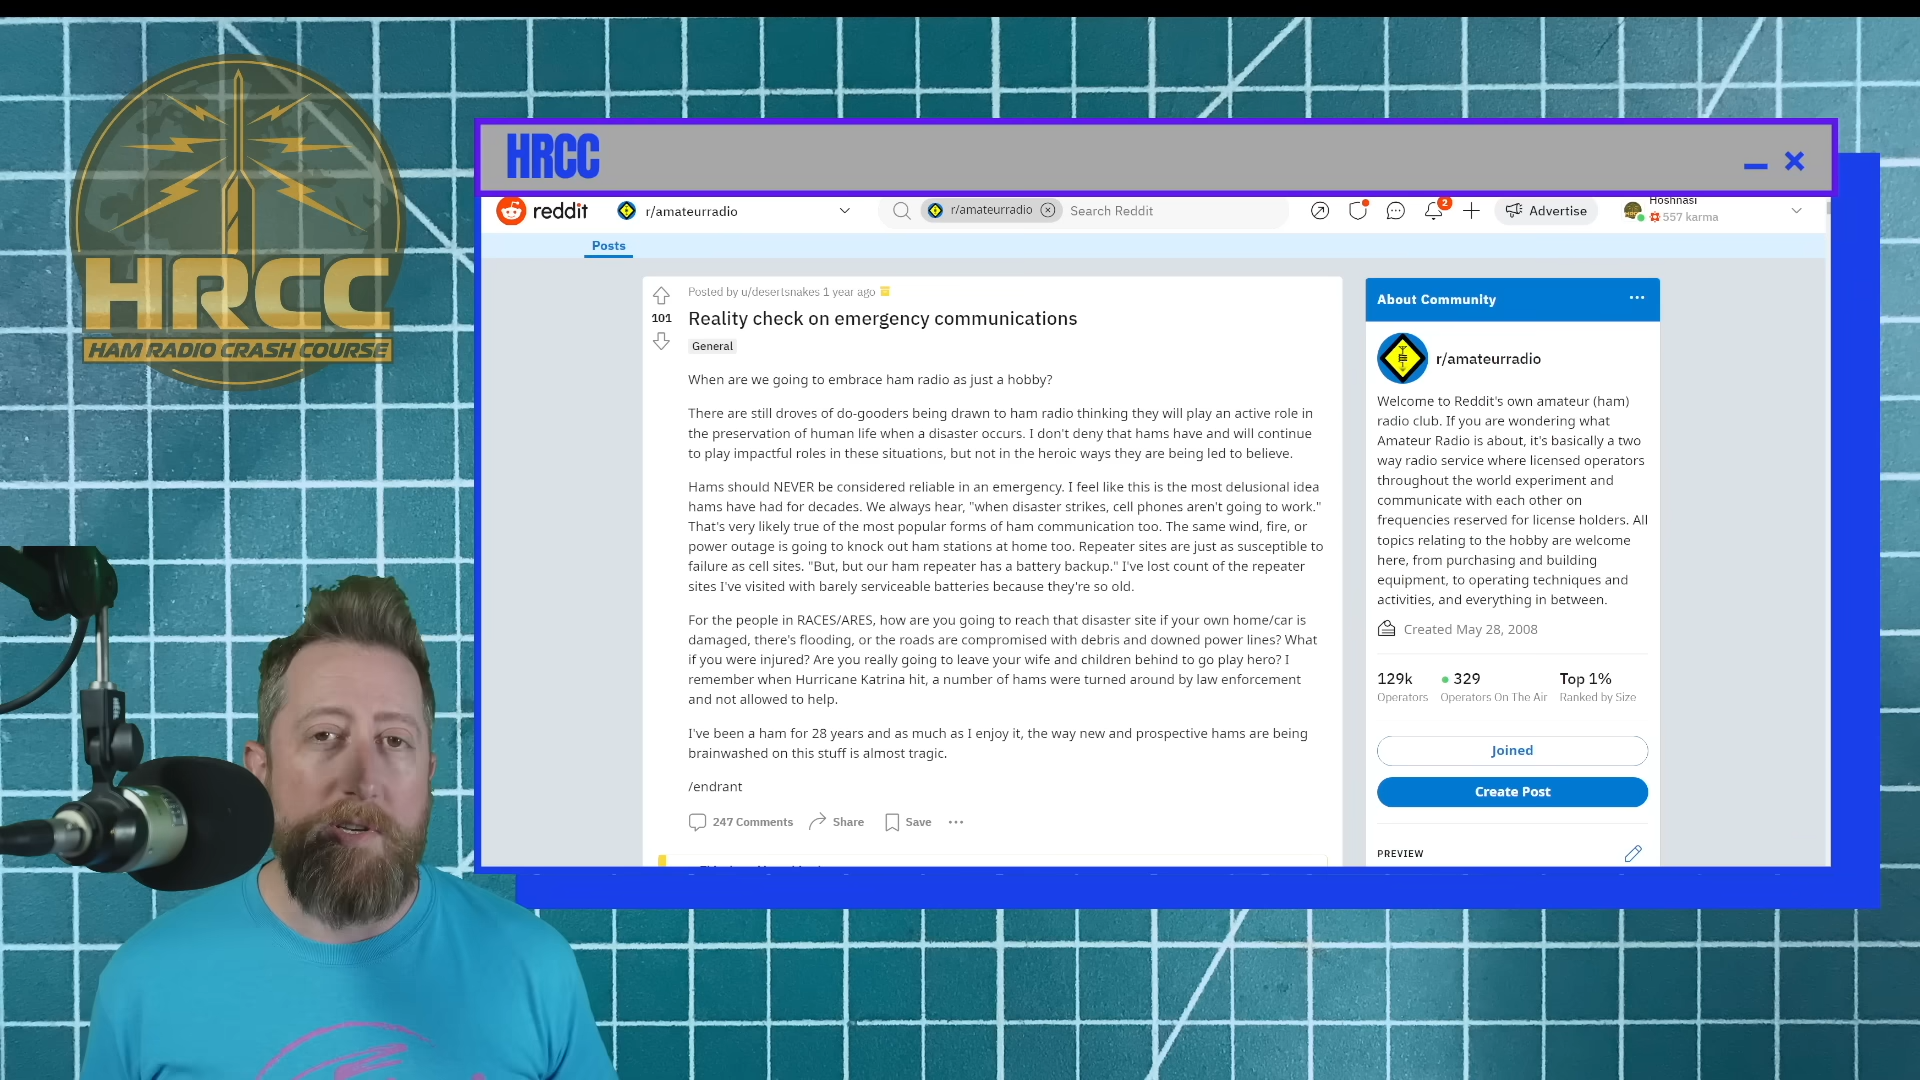 HRCC
HAM RADIO CRASH COURSE
HRCC
reddit
r/amateurradio
r/amateurradio
Search Reddit
2
Advertise
Hoshnasi
557 karma
Posts
Posted by u/desertsnakes 1 year ago
101
Reality check on emergency communications
General
When are we going to embrace ham radio as just a hobby?
There are still droves of do-gooders being drawn to ham radio thinking they will play an active role in
the preservation of human life when a disaster occurs. I don't deny that hams have and will continue
to play impactful roles in these situations, but not in the heroic ways they are being led to believe.
Hams should NEVER be considered reliable in an emergency. I feel like this is the most delusional idea
hams have had for decades. We always hear, "when disaster strikes, cell phones aren't going to work."
That's very likely true of the most popular forms of ham communication too. The same wind, fire, or
power outage is going to knock out ham stations at home too. Repeater sites are just as susceptible to
failure as cell sites. "But, but our ham repeater has a battery backup." I've lost count of the repeater
sites I've visited with barely serviceable batteries because they're so old.
For the people in RACES/ARES, how are you going to reach that disaster site if your own home/car is
damaged, there's flooding, or the roads are compromised with debris and downed power lines? What
if you were injured? Are you really going to leave your wife and children behind to go play hero? I
remember when Hurricane Katrina hit, a number of hams were turned around by law enforcement
and not allowed to help.
I've been a ham for 28 years and as much as I enjoy it, the way new and prospective hams are being
brainwashed on this stuff is almost tragic.
/endrant
247 Comments
Share
Save
About Community
r/amateurradio
Welcome to Reddit's own amateur (ham)
radio club. If you are wondering what
Amateur Radio is about, it's basically a two
way radio service where licensed operators
throughout the world experiment and
communicate with each other on
frequencies reserved for license holders. All
topics relating to the hobby are welcome
here, from purchasing and building
equipment, to operating techniques and
activities, and everything in between.
Created May 28, 2008
129k
329
Top 1%
Operators
Operators On The Air
Ranked by Size
Joined
Create Post
PREVIEW